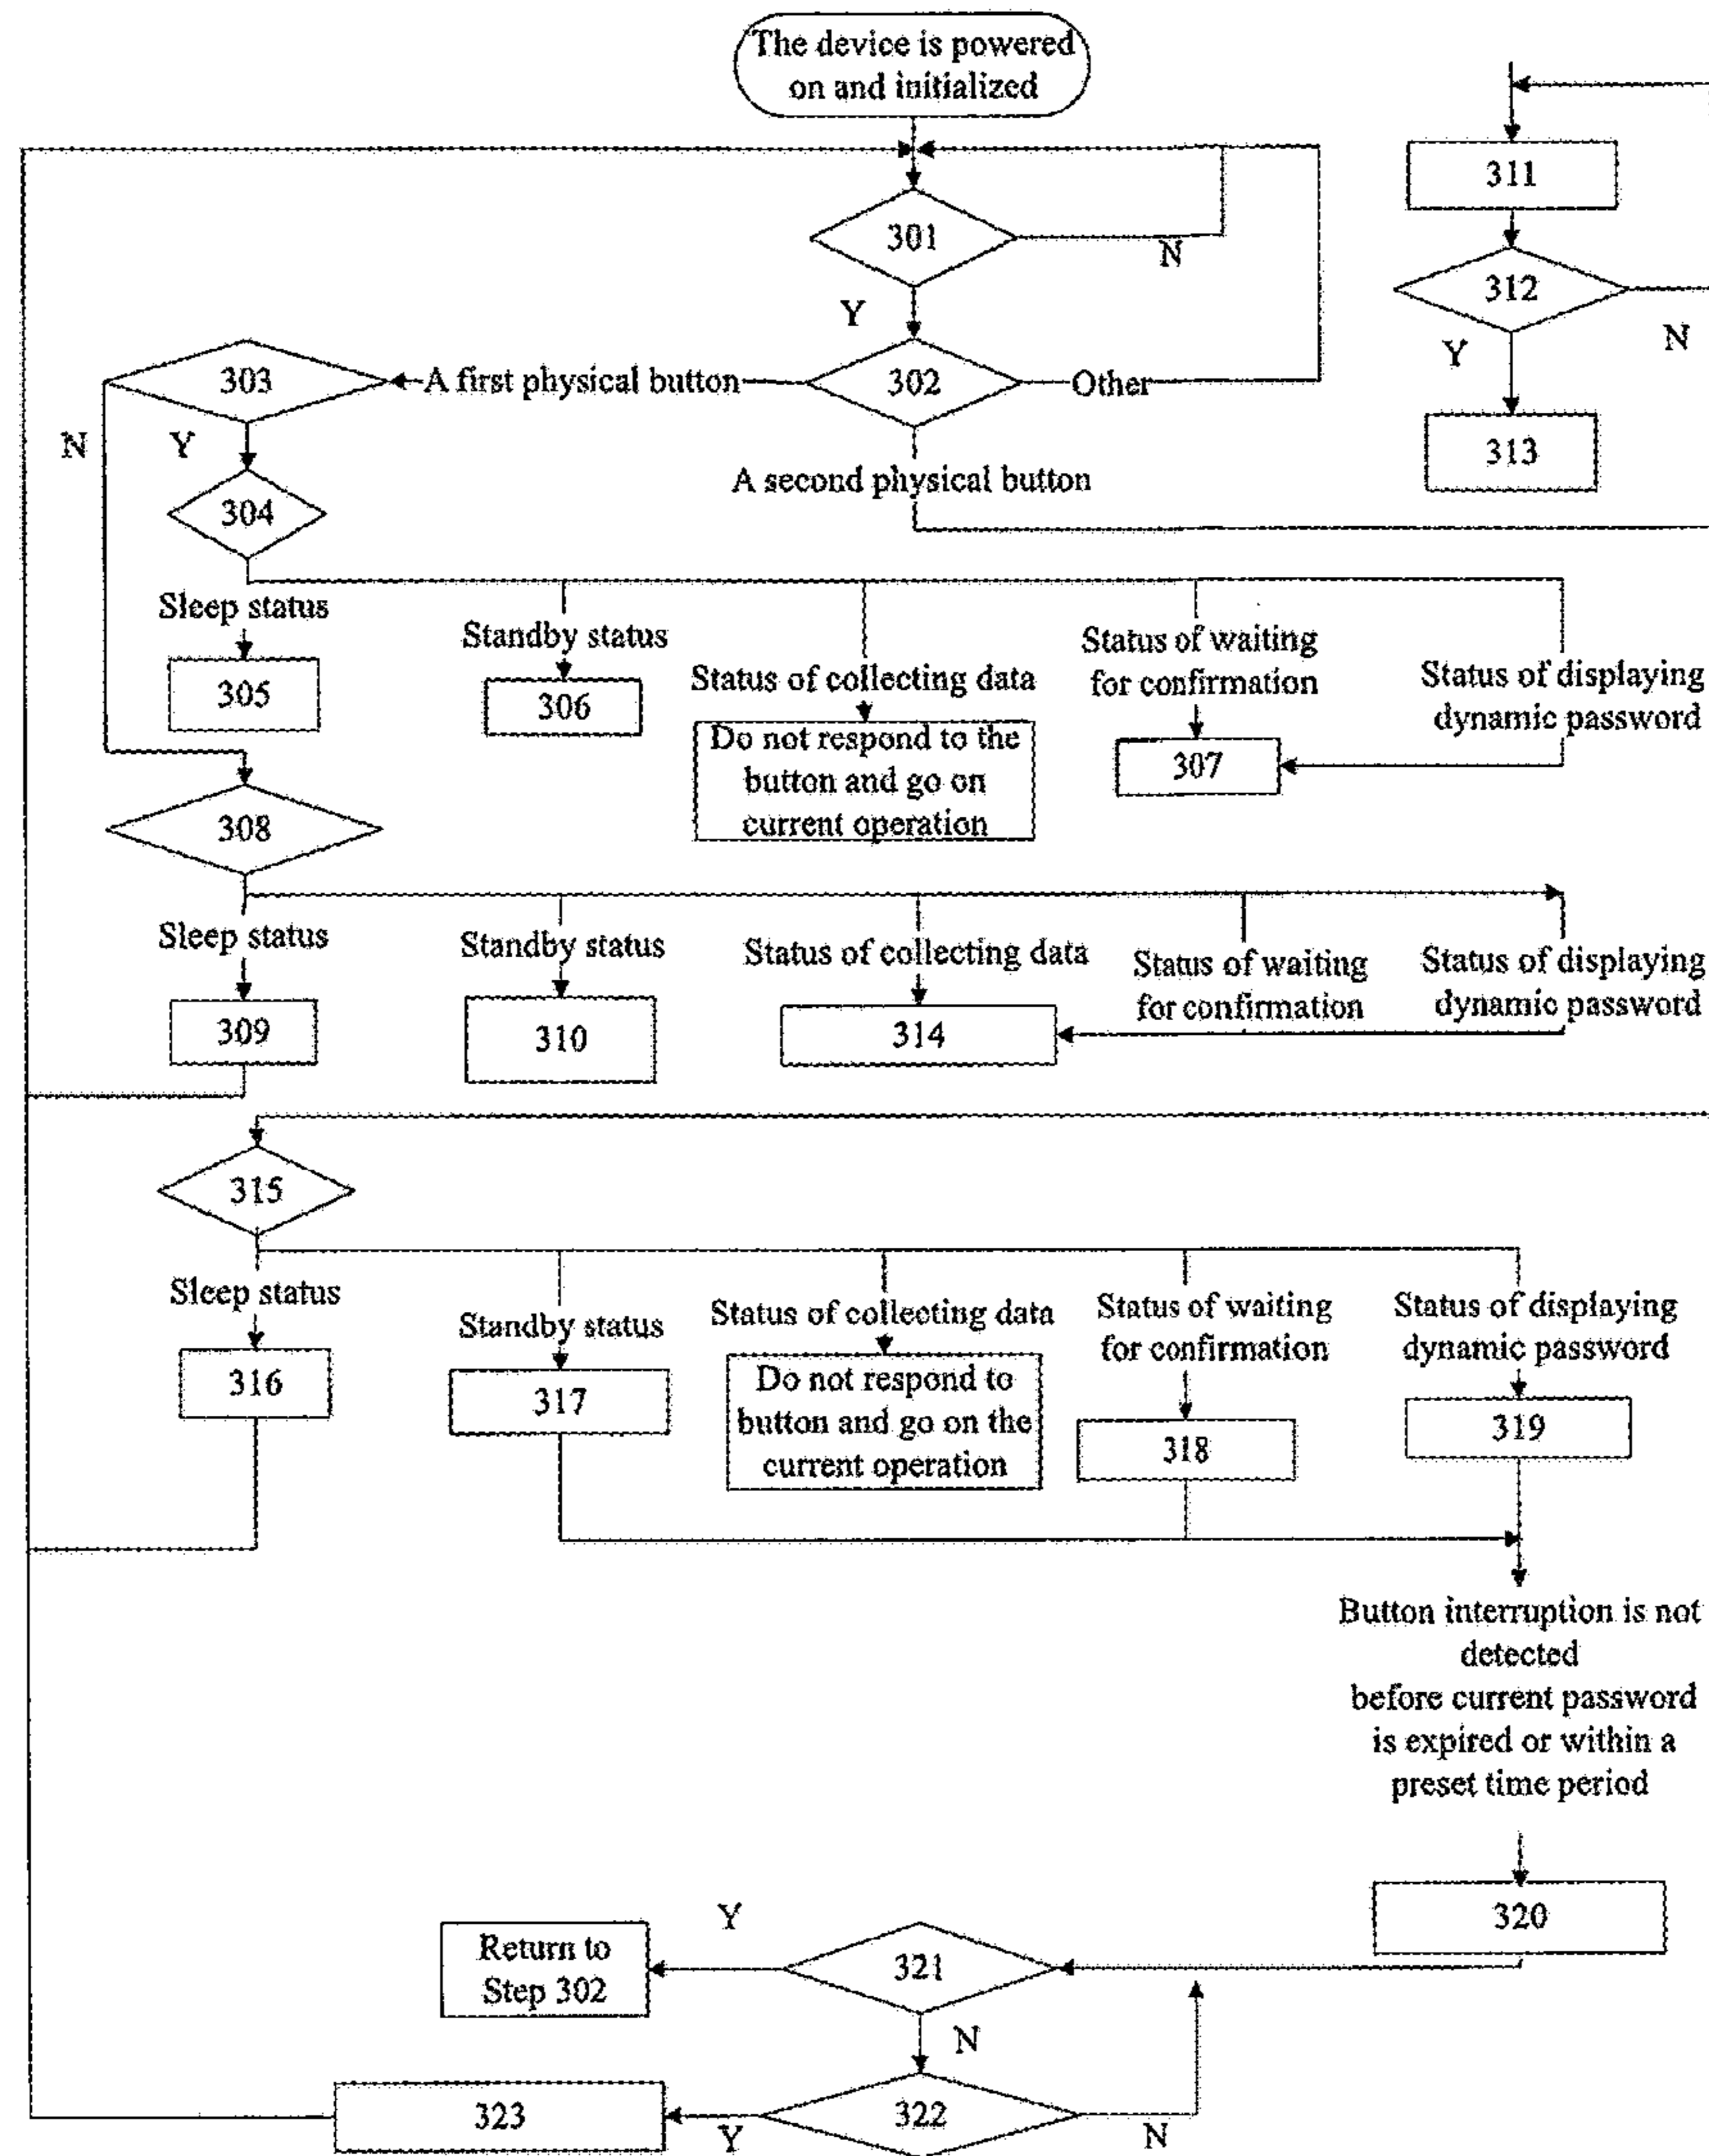 The device is powered
on and initialized
311
301
N
312
Y
N
Y
303
A first physical button
302
Other
N
Y
313
A second physical button
304
Sleep status
Standby status
Status of waiting
for confirmation
Status of collecting data
Status of displaying
dynamic password
305
306
Do not respond to the
button and go on
current operation
307
308
Sleep status
Standby status
Status of collecting data
Status of waiting
for confirmation
Status of displaying
dynamic password
309
310
314
315
Sleep status
Standby status
Status of collecting data
Status of waiting
for confirmation
Status of displaying
dynamic password
316
317
Do not respond to
button and go on the
current operation
318
319
Button interruption is not
detected
before current password
is expired or within a
preset time period
320
Y
Return to
Step 302
321
N
323
Y
322
N